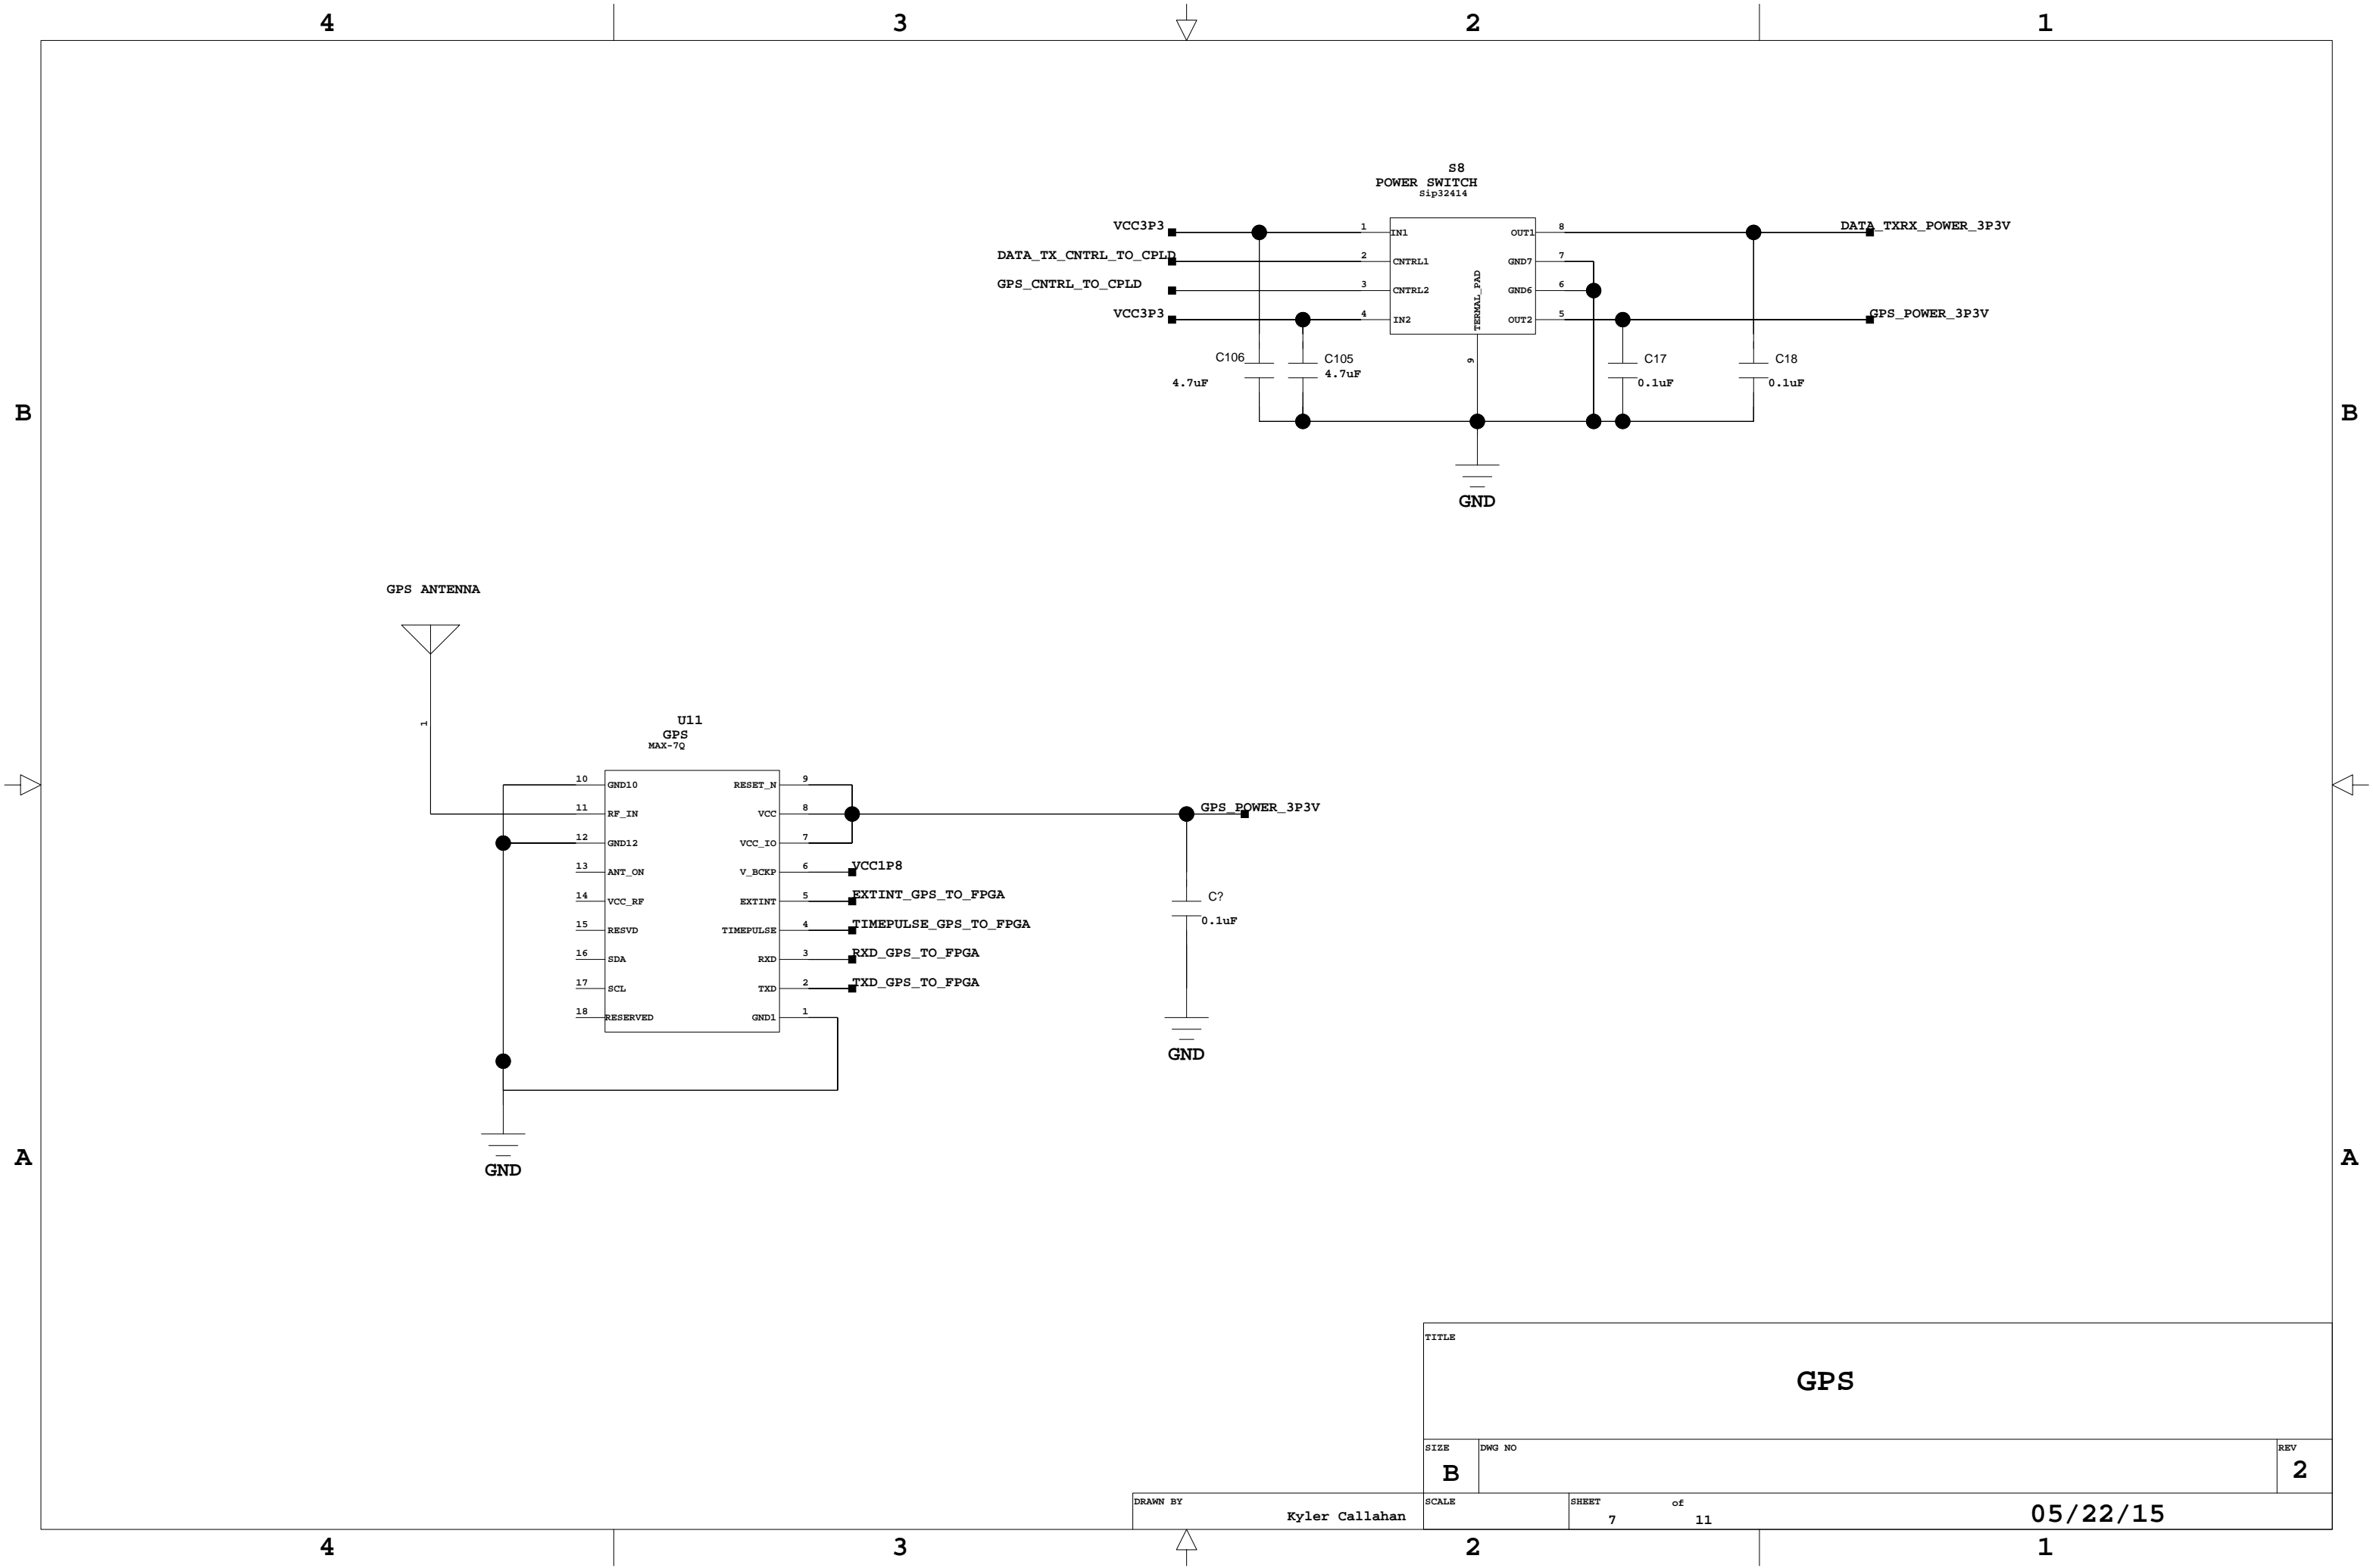 4 3 2 1
S8
POWER SWITCH
Sip32414
VCC3P3 1 IN1 OUT1 8 DATA_TXRX_POWER_3P3V
DATA_TX_CNTRL_TO_CPLD 2 CNTRL1 GND7 7
GPS_CNTRL_TO_CPLD 3 CNTRL2 GND6 6
VCC3P3 4 IN2 OUT2 5 GPS_POWER_3P3V
TERMAL_PAD
9
C106 C105 C17 C18
4.7uF 4.7uF 0.1uF 0.1uF
B B
GND
GPS ANTENNA
1
U11
GPS
MAX-7Q
10 GND10 RESET_N 9
11 RF_IN VCC 8 GPS_POWER_3P3V
12 GND12 VCC_IO 7
13 ANT_ON V_BCKP 6 VCC1P8
14 VCC_RF EXTINT 5 EXTINT_GPS_TO_FPGA
C?
0.1uF
15 RESVD TIMEPULSE 4 TIMEPULSE_GPS_TO_FPGA
16 SDA RXD 3 RXD_GPS_TO_FPGA
17 SCL TXD 2 TXD_GPS_TO_FPGA
18 RESERVED GND1 1
GND
A A
GND
TITLE
GPS
SIZE DWG NO REV
B 2
DRAWN BY SCALE SHEET of
Kyler Callahan 7 11 05/22/15
4 3 2 1